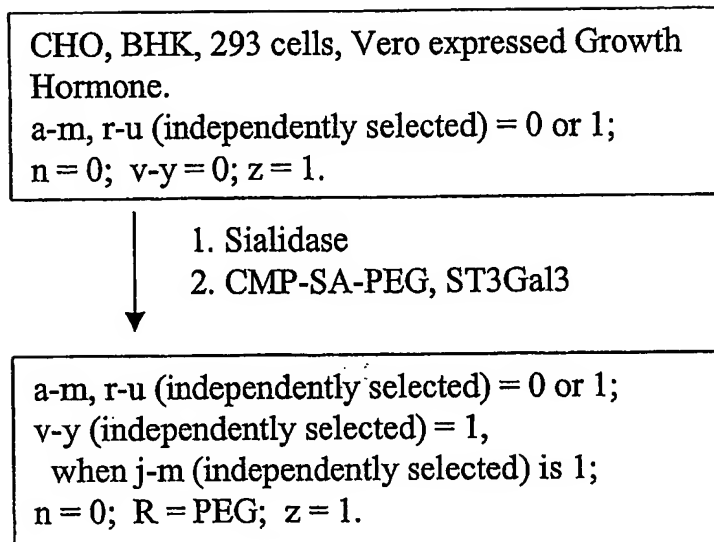 CHO, BHK, 293 cells, Vero expressed Growth
Hormone.
a-m, r-u (independently selected) = 0 or 1;
n = 0; v-y = 0; z = 1.
1. Sialidase
2. CMP-SA-PEG, ST3Gal3
a-m, r-u (independently selected) = 0 or 1;
v-y (independently selected) = 1,
when j-m (independently selected) is 1;
n = 0; R = PEG; z = 1.